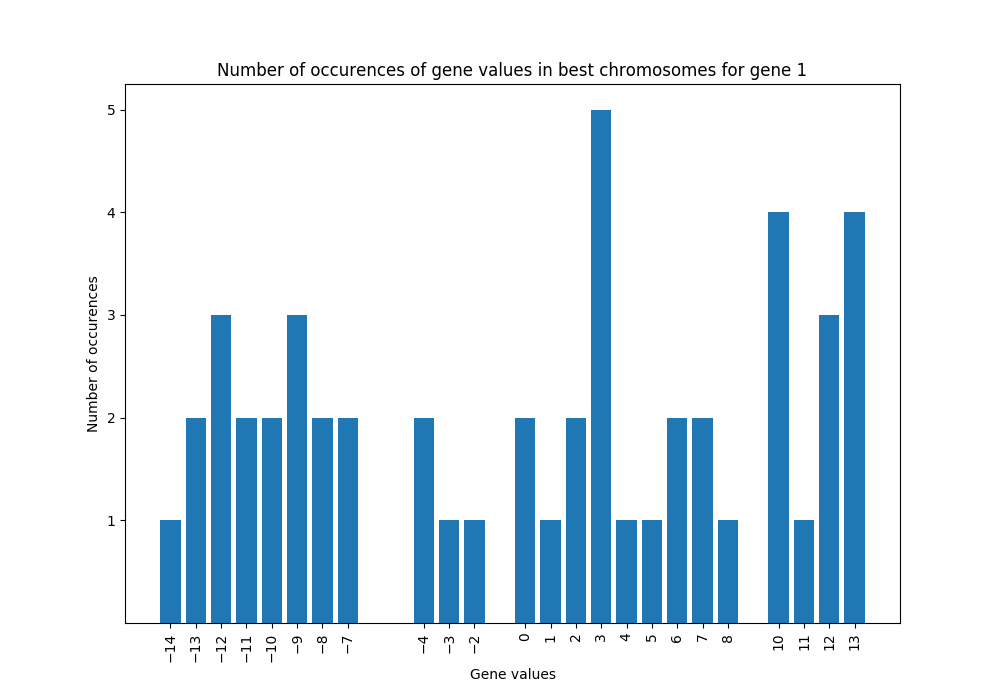 Number of occurences of gene values in best chromosomes for gene 1
Number of occurences
5
4
3
2
1
−14 −13 −12 −11 −10 −9 −8 −7 −4 −3 −2 0 1 2 3 4 5 6 7 8 10 11 12 13
Gene values